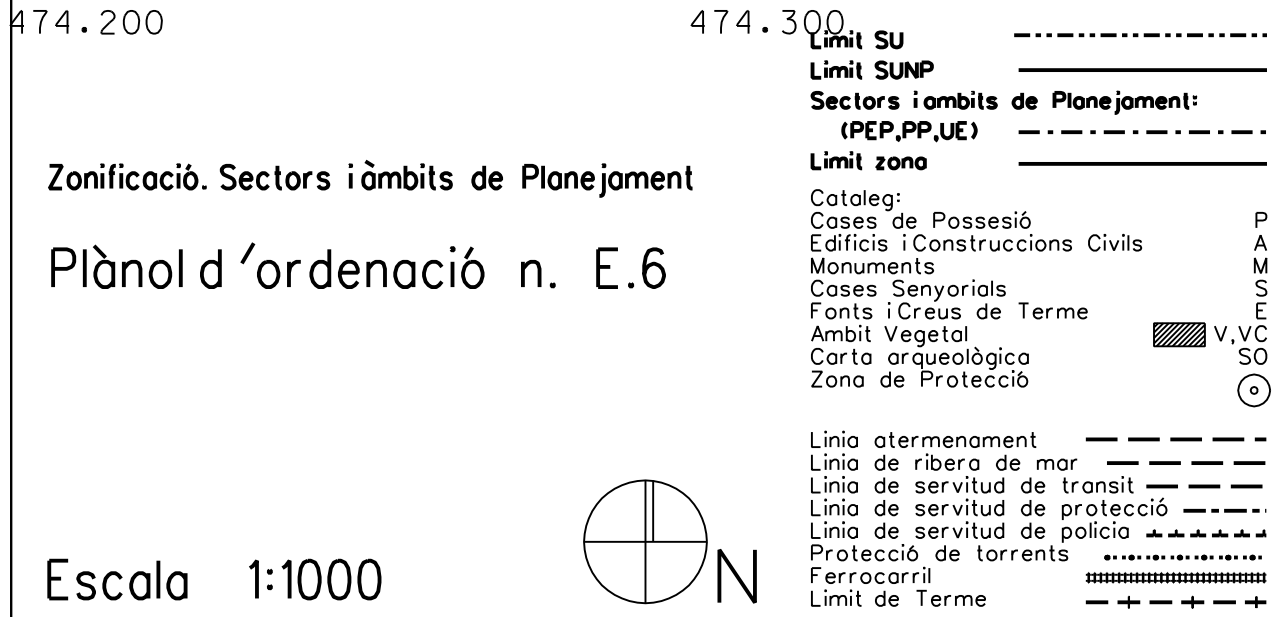 474.200
474.300
Zonificació. Sectors i àmbits de Planejament
Plànol d'ordenació n. E.6
Escala 1:1000
N
Limit SU
Limit SUNP
Sectors i ambits de Planejament:
(PEP,PP,UE)
Limit zona
Cataleg:
Cases de Possesió P
Edificis i Construccions Civils A
Monuments M
Cases Senyorials S
Fonts i Creus de Terme E
Ambit Vegetal V,VC
Carta arqueològica SO
Zona de Protecció
Linia atermenament
Linia de ribera de mar
Linia de servitud de transit
Linia de servitud de protecció
Linia de servitud de policia
Protecció de torrents
Ferrocarril
Limit de Terme